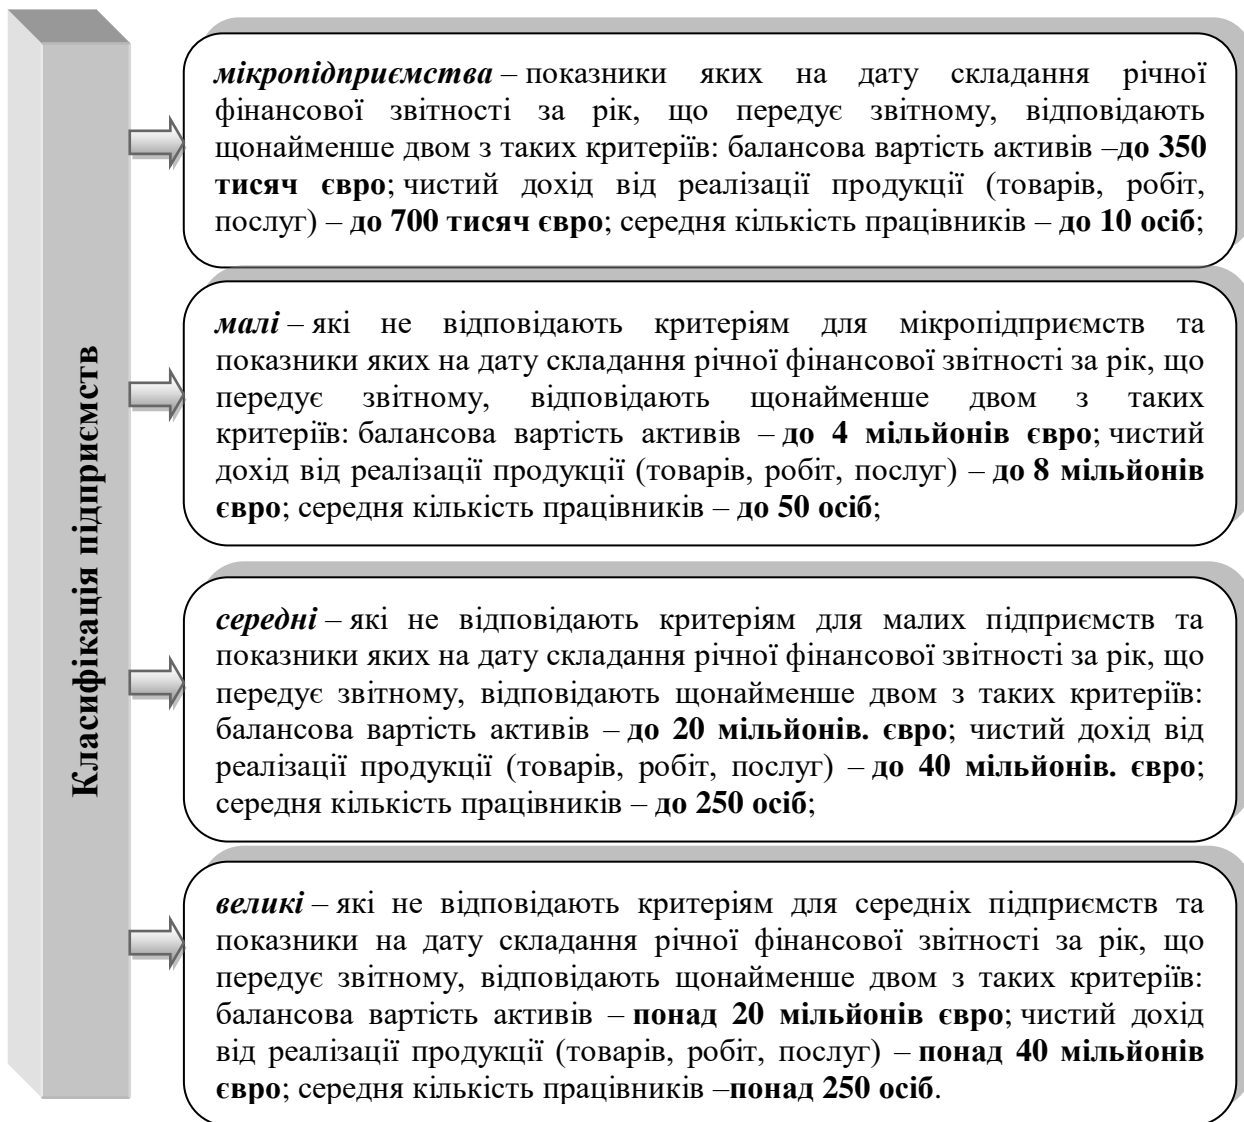 Класифікація підприємств
мікропідприємства – показники яких на дату складання річної
фінансової звітності за рік, що передує звітному, відповідають
щонайменше двом з таких критеріїв: балансова вартість активів –до 350
тисяч євро; чистий дохід від реалізації продукції (товарів, робіт,
послуг) – до 700 тисяч євро; середня кількість працівників – до 10 осіб;
малі – які не відповідають критеріям для мікропідприємств та
показники яких на дату складання річної фінансової звітності за рік, що
передує звітному, відповідають щонайменше двом з таких
критеріїв: балансова вартість активів – до 4 мільйонів євро; чистий
дохід від реалізації продукції (товарів, робіт, послуг) – до 8 мільйонів
євро; середня кількість працівників – до 50 осіб;
середні – які не відповідають критеріям для малих підприємств та
показники яких на дату складання річної фінансової звітності за рік, що
передує звітному, відповідають щонайменше двом з таких критеріїв:
балансова вартість активів – до 20 мільйонів. євро; чистий дохід від
реалізації продукції (товарів, робіт, послуг) – до 40 мільйонів. євро;
середня кількість працівників – до 250 осіб;
великі – які не відповідають критеріям для середніх підприємств та
показники на дату складання річної фінансової звітності за рік, що
передує звітному, відповідають щонайменше двом з таких критеріїв:
балансова вартість активів – понад 20 мільйонів євро; чистий дохід
від реалізації продукції (товарів, робіт, послуг) – понад 40 мільйонів
євро; середня кількість працівників –понад 250 осіб.